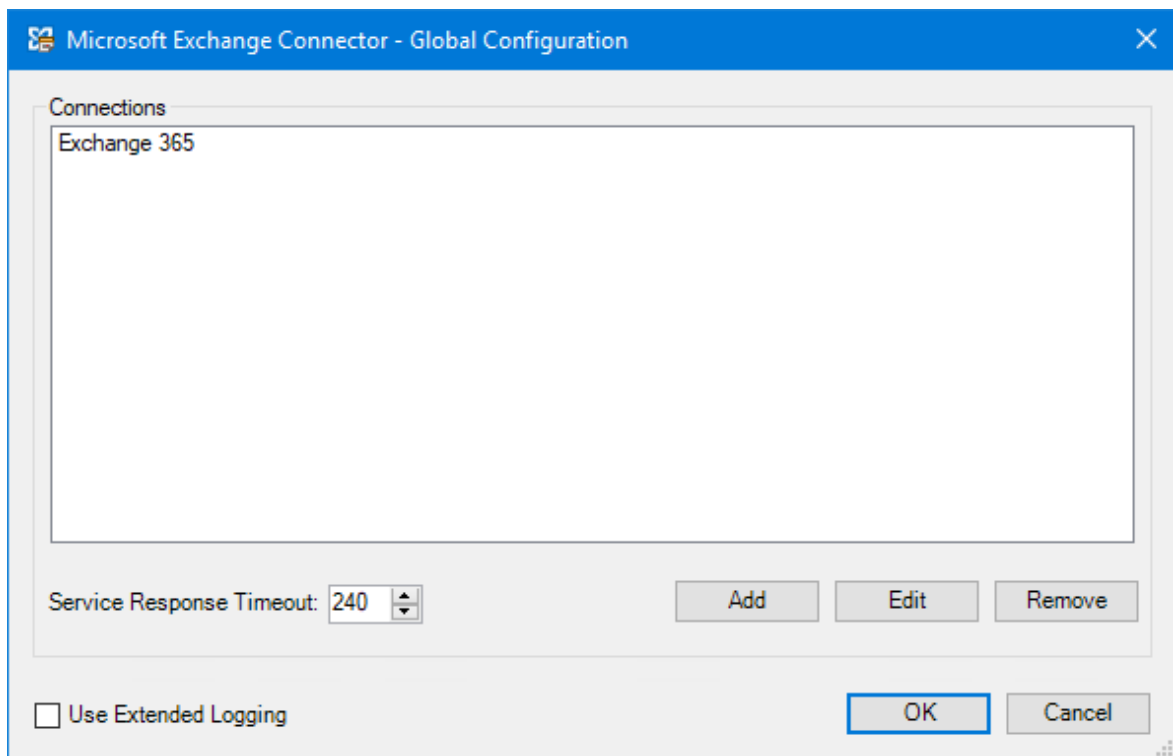 Microsoft Exchange Connector - Global Configuration
Connections
Exchange 365
Service Response Timeout: 240 Add Edit Remove
Use Extended Logging OK Cancel